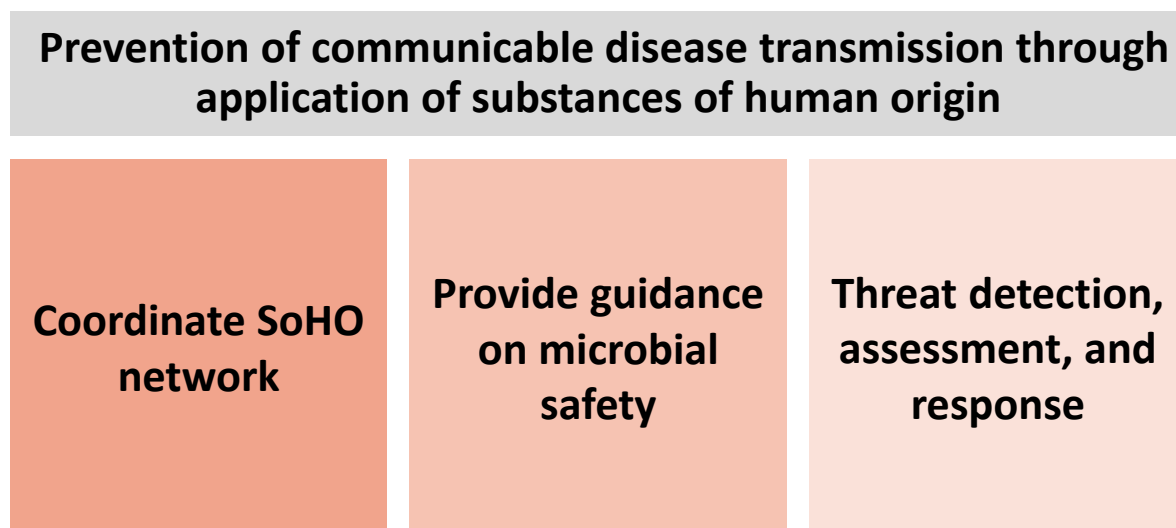 Prevention of communicable disease transmission through
application of substances of human origin
Coordinate SoHO
network
Provide guidance
on microbial
safety
Threat detection,
assessment, and
response